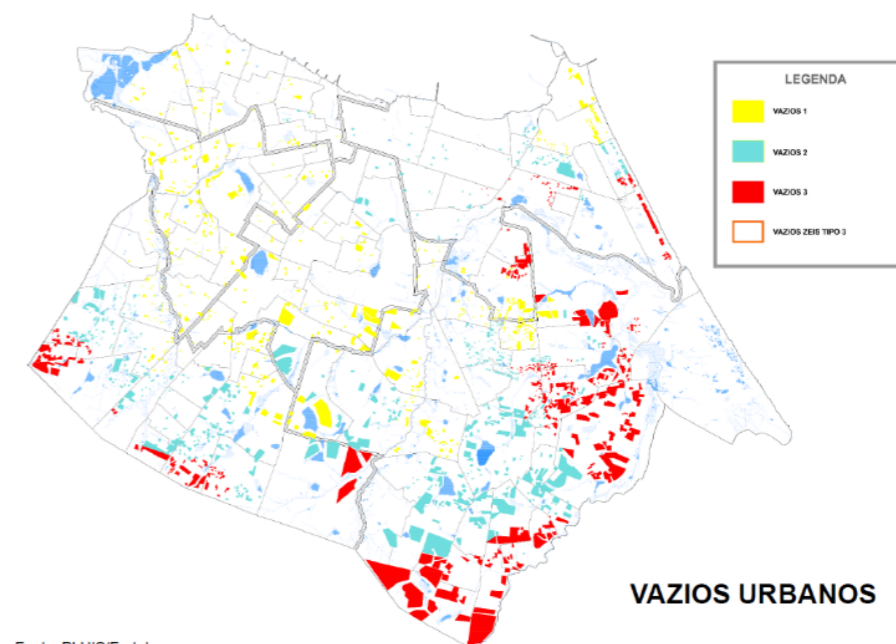 LEGENDA
VAZIOS 1
VAZIOS 2
VAZIOS 3
VAZIOS ZEIS TIPO 3
VAZIOS URBANOS